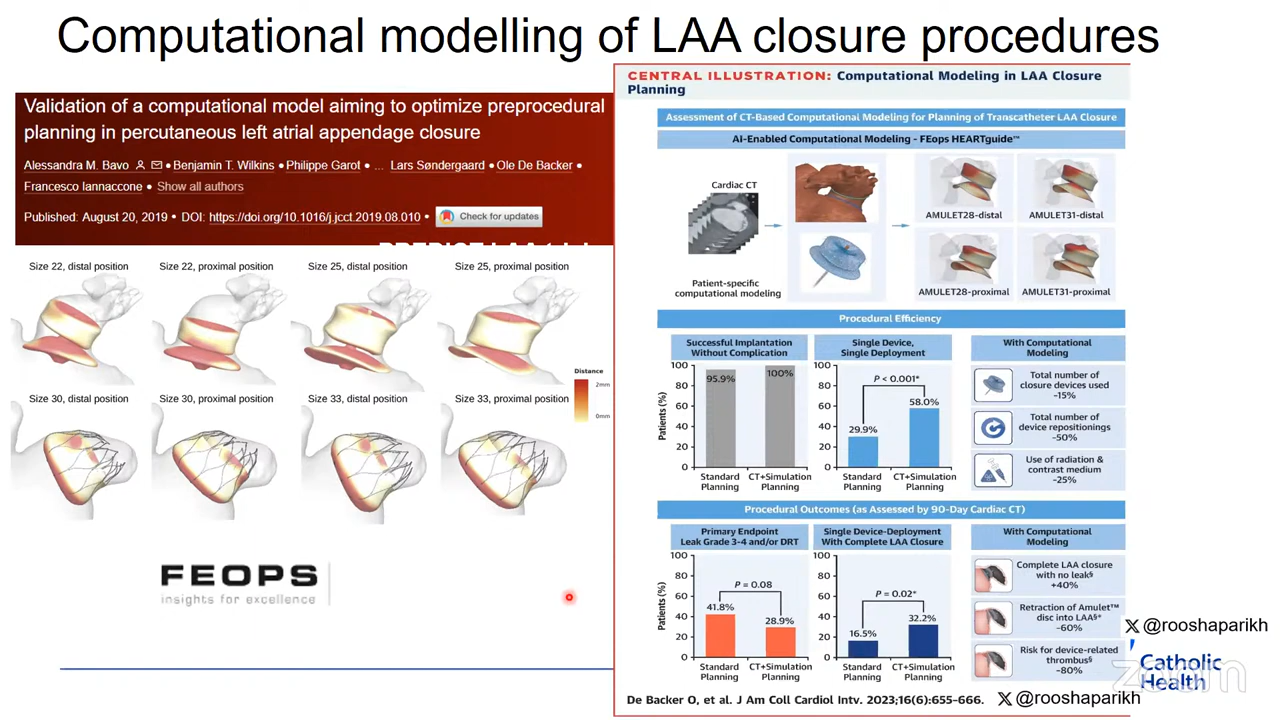 Computational modelling of LAA closure procedures
Validation of a computational model aiming to optimize preprocedural
planning in percutaneous left atrial appendage closure
Alessandra M. Bavo • Benjamin T. Wilkins • Philippe Garot • ... Lars Søndergaard • Ole De Backer •
Francesco Iannaccone • Show all authors
Published: August 20, 2019 • DOI: https://doi.org/10.1016/j.jcct.2019.08.010 • Check for updates
Size 22, distal position
Size 22, proximal position
Size 25, distal position
Size 25, proximal position
Distance
2mm
0mm
Size 30, distal position
Size 30, proximal position
Size 33, distal position
Size 33, proximal position
FEOPS
insights for excellence
CENTRAL ILLUSTRATION: Computational Modeling in LAA Closure
Planning
Assessment of CT-Based Computational Modeling for Planning of Transcatheter LAA Closure
AI-Enabled Computational Modeling - FEops HEARTguide™
Cardiac CT
Patient-specific
computational modeling
AMULET28-distal
AMULET31-distal
AMULET28-proximal
AMULET31-proximal
Procedural Efficiency
Successful Implantation
Without Complication
Patients (%)
100
80
60
40
20
0
95.9%
100%
Standard
Planning
CT+Simulation
Planning
Single Device,
Single Deployment
Patients (%)
100
80
60
40
20
0
P < 0.001*
29.9%
58.0%
Standard
Planning
CT+Simulation
Planning
With Computational
Modeling
Total number of
closure devices used
-15%
Total number of
device repositionings
-50%
Use of radiation &
contrast medium
-25%
Procedural Outcomes (as Assessed by 90-Day Cardiac CT)
Primary Endpoint
Leak Grade 3-4 and/or DRT
Patients (%)
100
80
60
40
20
0
P = 0.08
41.8%
28.9%
Standard
Planning
CT+Simulation
Planning
Single Device-Deployment
With Complete LAA Closure
Patients (%)
100
80
60
40
20
0
P = 0.02*
16.5%
32.2%
Standard
Planning
CT+Simulation
Planning
With Computational
Modeling
Complete LAA closure
with no leak§
+40%
Retraction of Amulet™
disc into LAA§*
-60%
Risk for device-related
thrombus§
-80%
De Backer O, et al. J Am Coll Cardiol Intv. 2023;16(6):655–666.
X @rooshaparikh
X @rooshaparikh
Catholic
Health
zoom